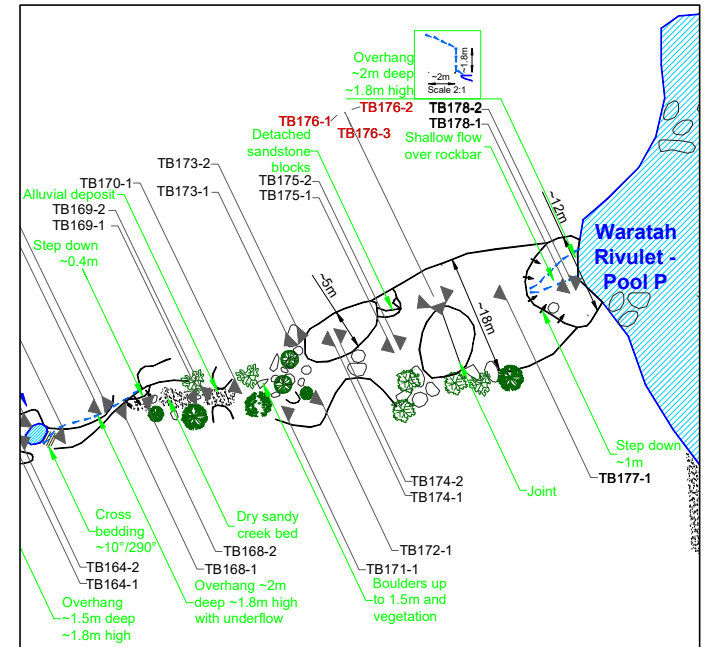 Overhang
~2m deep
~1.8m high
~1.8m
~2m
Scale 2:1
TB176-1
TB176-2
TB176-3
TB178-2
TB178-1
Shallow flow
over rockbar
Detached
sandstone
blocks
TB173-2
TB173-1
TB175-2
TB175-1
TB170-1
Alluvial deposit
TB169-2
TB169-1
Step down
~0.4m
~12m
Waratah
Rivulet -
Pool P
~5m
~18m
Step down
~1m
TB177-1
Joint
TB174-2
TB174-1
Cross
bedding
~10°/290°
Dry sandy
creek bed
TB168-2
TB168-1
TB172-1
TB171-1
TB164-2
TB164-1
Overhang ~2m
deep ~1.8m high
with underflow
Boulders up
to 1.5m and
vegetation
Overhang
~1.5m deep
~1.8m high